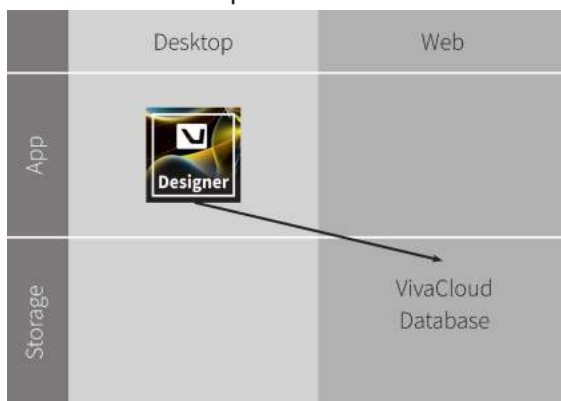 Desktop
Web
App
Designer
Storage
VivaCloud
Database